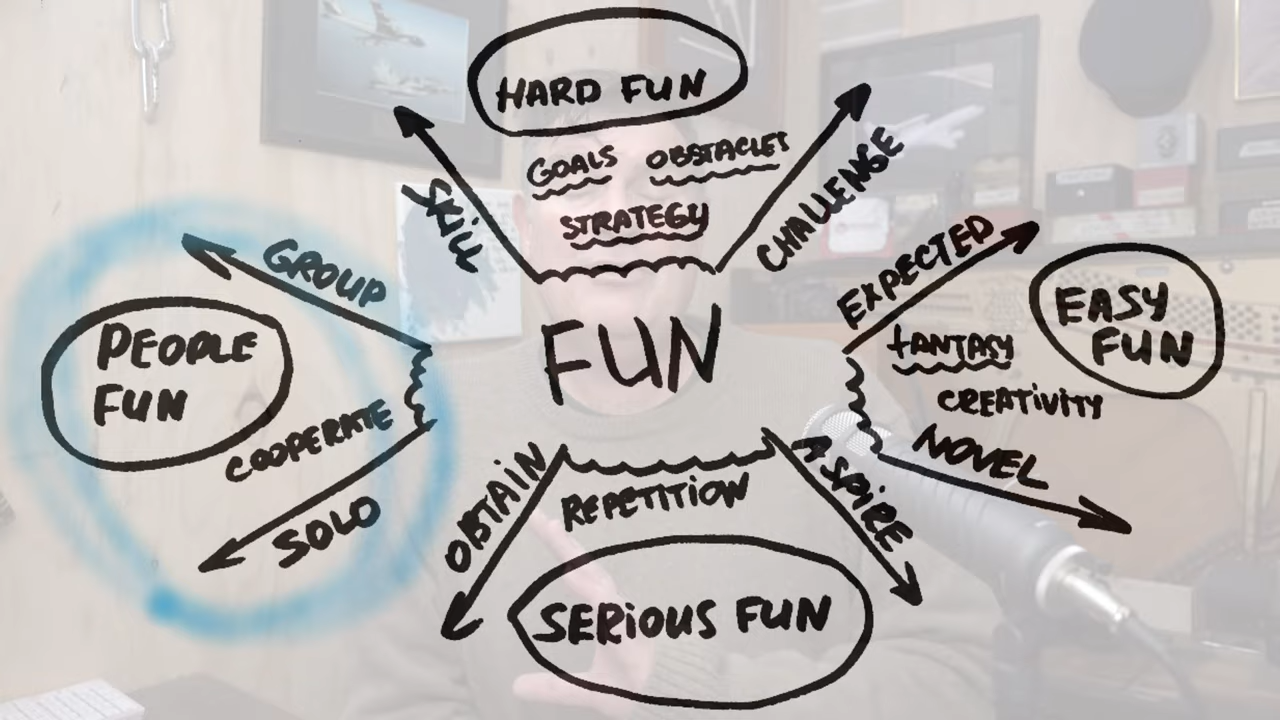 HARD FUN
GOALS OBSTACLES
STRATEGY
SKILL
CHALLENGE
GROUP
PEOPLE
FUN
COOPERATE
SOLO
FUN
EXPECTED
FANTASY
CREATIVITY
NOVEL
EASY
FUN
OBTAIN
REPETITION
ASPIRE
SERIOUS FUN